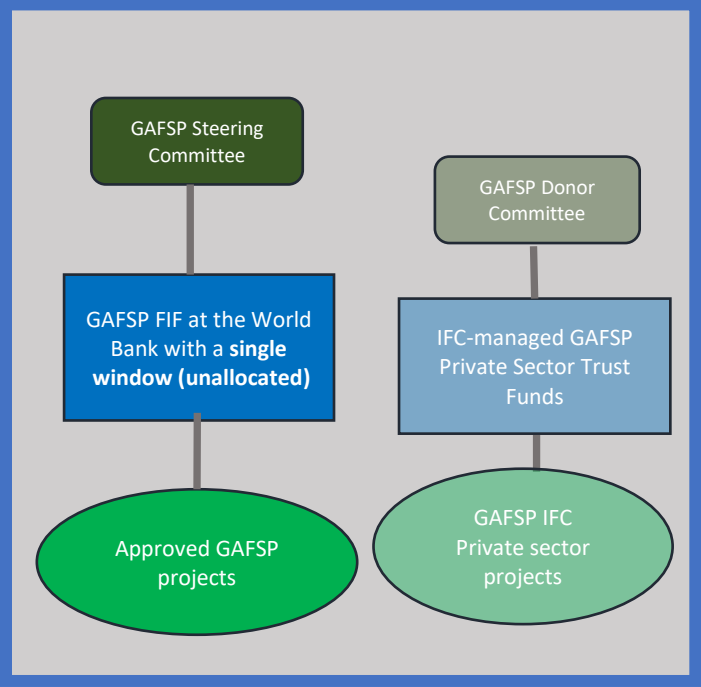 GAFSP Steering
Committee
GAFSP Donor
Committee
GAFSP FIF at the World
Bank with a single
window (unallocated)
IFC-managed GAFSP
Private Sector Trust
Funds
Approved GAFSP
projects
GAFSP IFC
Private sector
projects